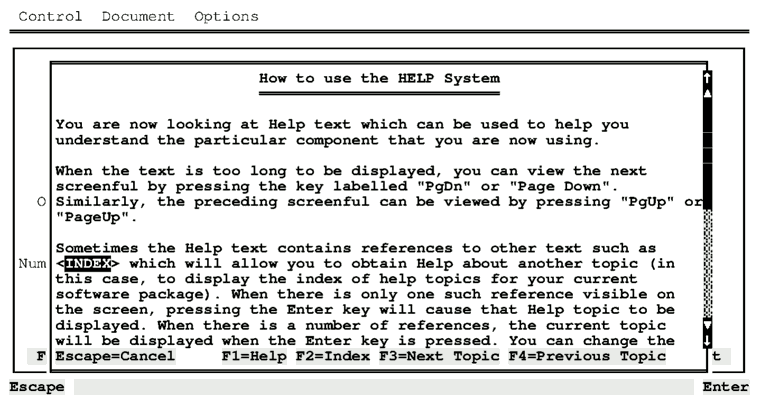 Control Document Options
How to use the HELP System
You are now looking at Help text which can be used to help you
understand the particular component that you are now using.
When the text is too long to be displayed, you can view the next
screenful by pressing the key labelled "PgDn" or "Page Down".
O Similarly, the preceding screenful can be viewed by pressing "PgUp" or
"PageUp".
Sometimes the Help text contains references to other text such as
Num <INDEX> which will allow you to obtain Help about another topic (in
this case, to display the index of help topics for your current
software package). When there is only one such reference visible on
the screen, pressing the Enter key will cause that Help topic to be
displayed. When there is a number of references, the current topic
will be displayed when the Enter key is pressed. You can change the
F Escape=Cancel F1=Help F2=Index F3=Next Topic F4=Previous Topic t
Escape Enter